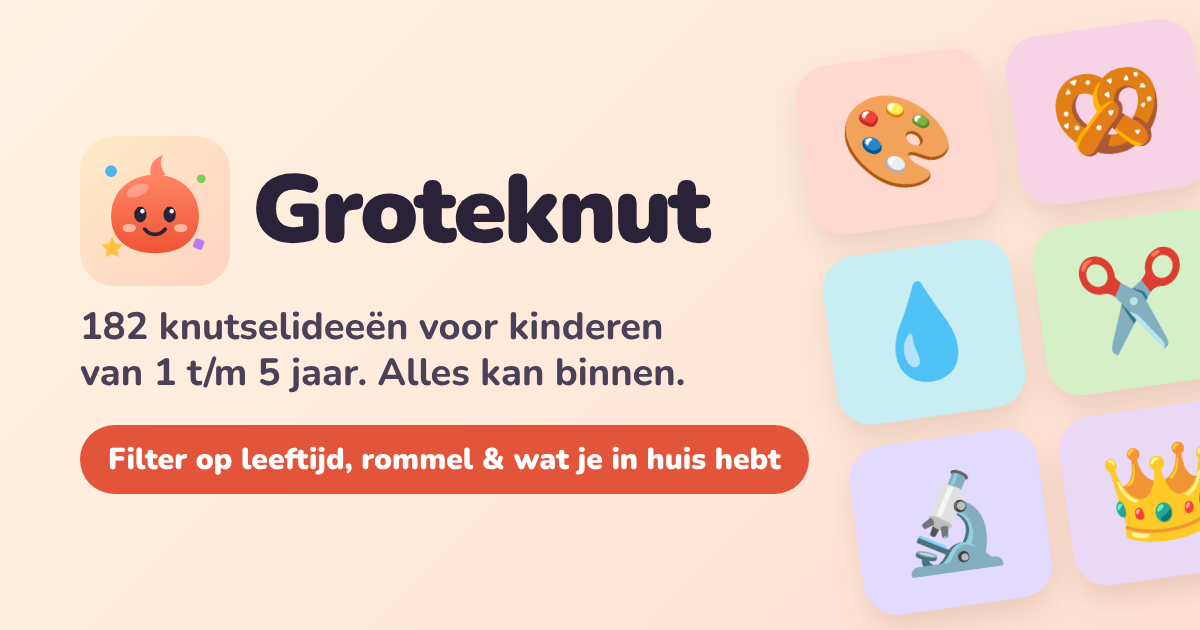 Groteknut
182 knutselideeën voor kinderen
van 1 t/m 5 jaar. Alles kan binnen.
Filter op leeftijd, rommel & wat je in huis hebt